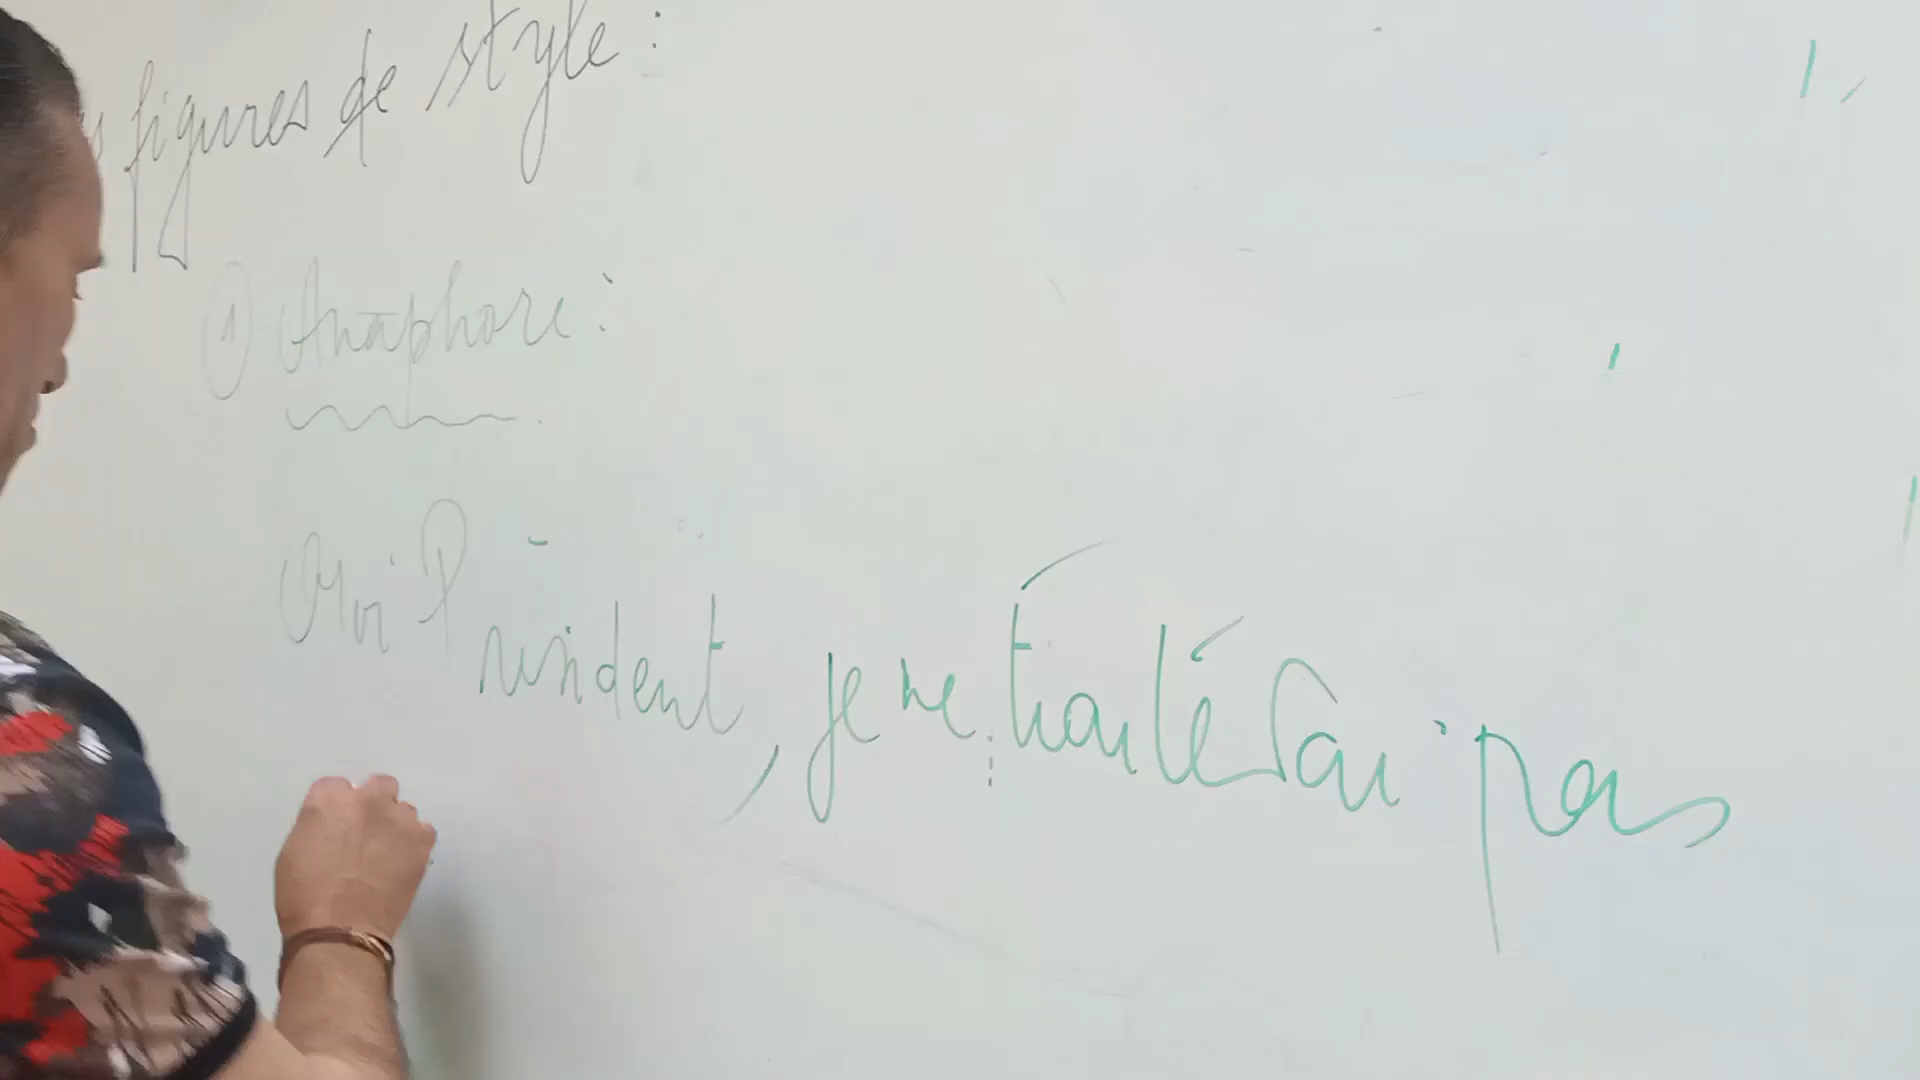 figures de style :
① Anaphore :
Moi Président, je ne traiterai pas